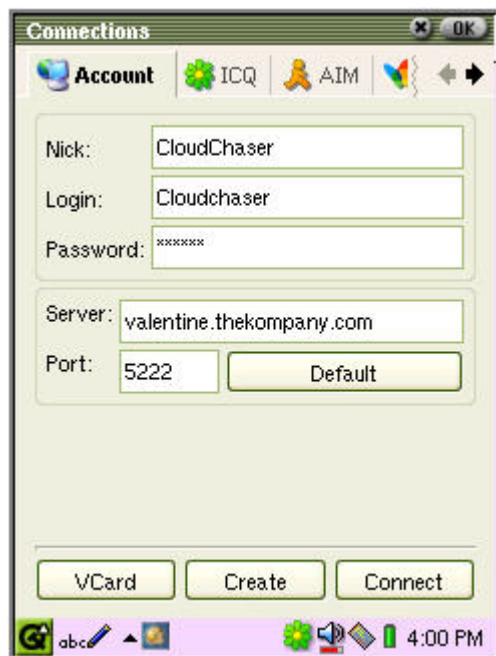 Connections OK
Account ICQ AIM
Nick: CloudChaser
Login: Cloudchaser
Password: ******
Server: valentine.thekompany.com
Port: 5222 Default
VCard Create Connect
abc 4:00 PM